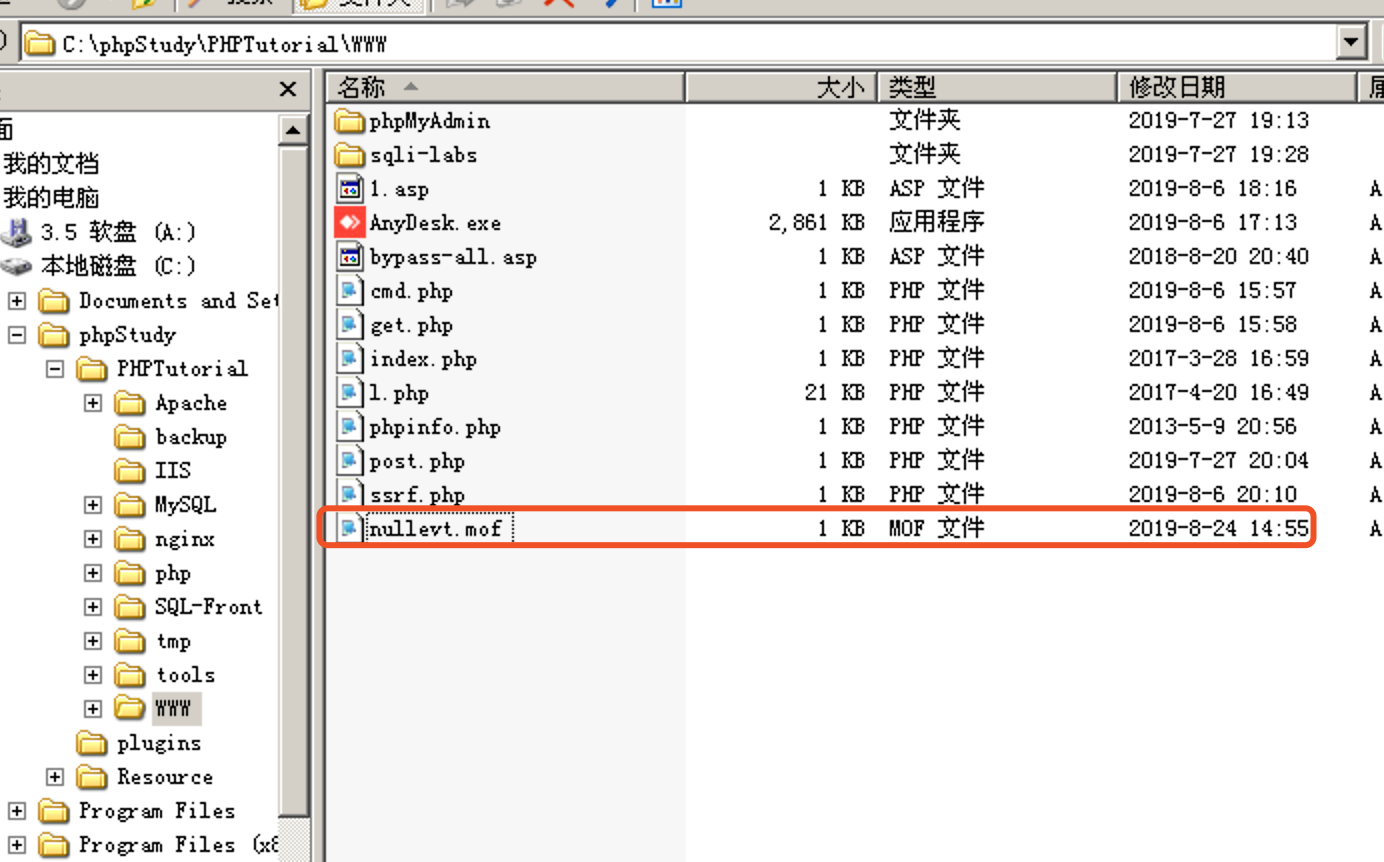 C:\phpStudy\PHPTutorial\WWW
名称 大小 类型 修改日期
phpMyAdmin 文件夹 2019-7-27 19:13
sqli-labs 文件夹 2019-7-27 19:28
1.asp 1 KB ASP 文件 2019-8-6 18:16 A
AnyDesk.exe 2,861 KB 应用程序 2019-8-6 17:13 A
bypass-all.asp 1 KB ASP 文件 2018-8-20 20:40 A
cmd.php 1 KB PHP 文件 2019-8-6 15:57 A
get.php 1 KB PHP 文件 2019-8-6 15:58 A
index.php 1 KB PHP 文件 2017-3-28 16:59 A
l.php 21 KB PHP 文件 2017-4-20 16:49 A
phpinfo.php 1 KB PHP 文件 2013-5-9 20:56 A
post.php 1 KB PHP 文件 2019-7-27 20:04 A
ssrf.php 1 KB PHP 文件 2019-8-6 20:10 A
nullevt.mof 1 KB MOF 文件 2019-8-24 14:55 A
面
我的文档
我的电脑
3.5 软盘 (A:)
本地磁盘 (C:)
Documents and Set
phpStudy
PHPTutorial
Apache
backup
IIS
MySQL
nginx
php
SQL-Front
tmp
tools
WWW
plugins
Resource
Program Files
Program Files (x8